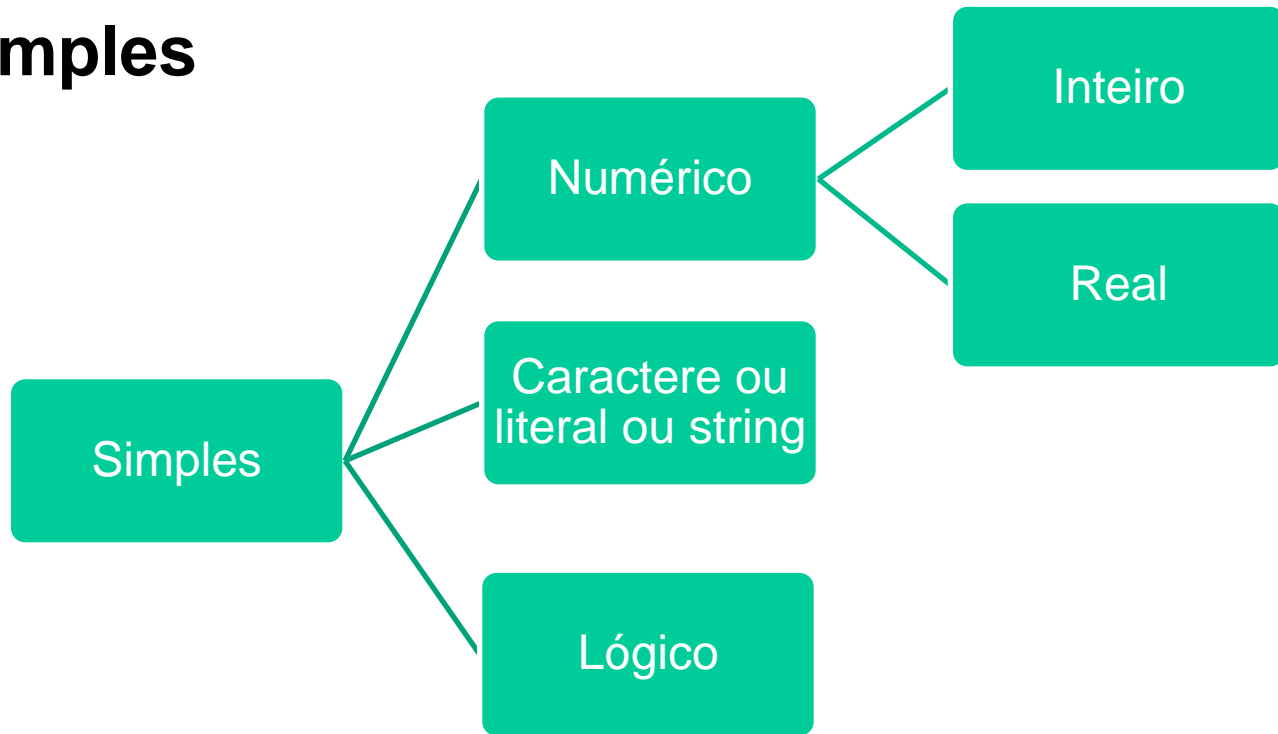 mples
Simples
Numérico
Inteiro
Real
Caractere ou
literal ou string
Lógico